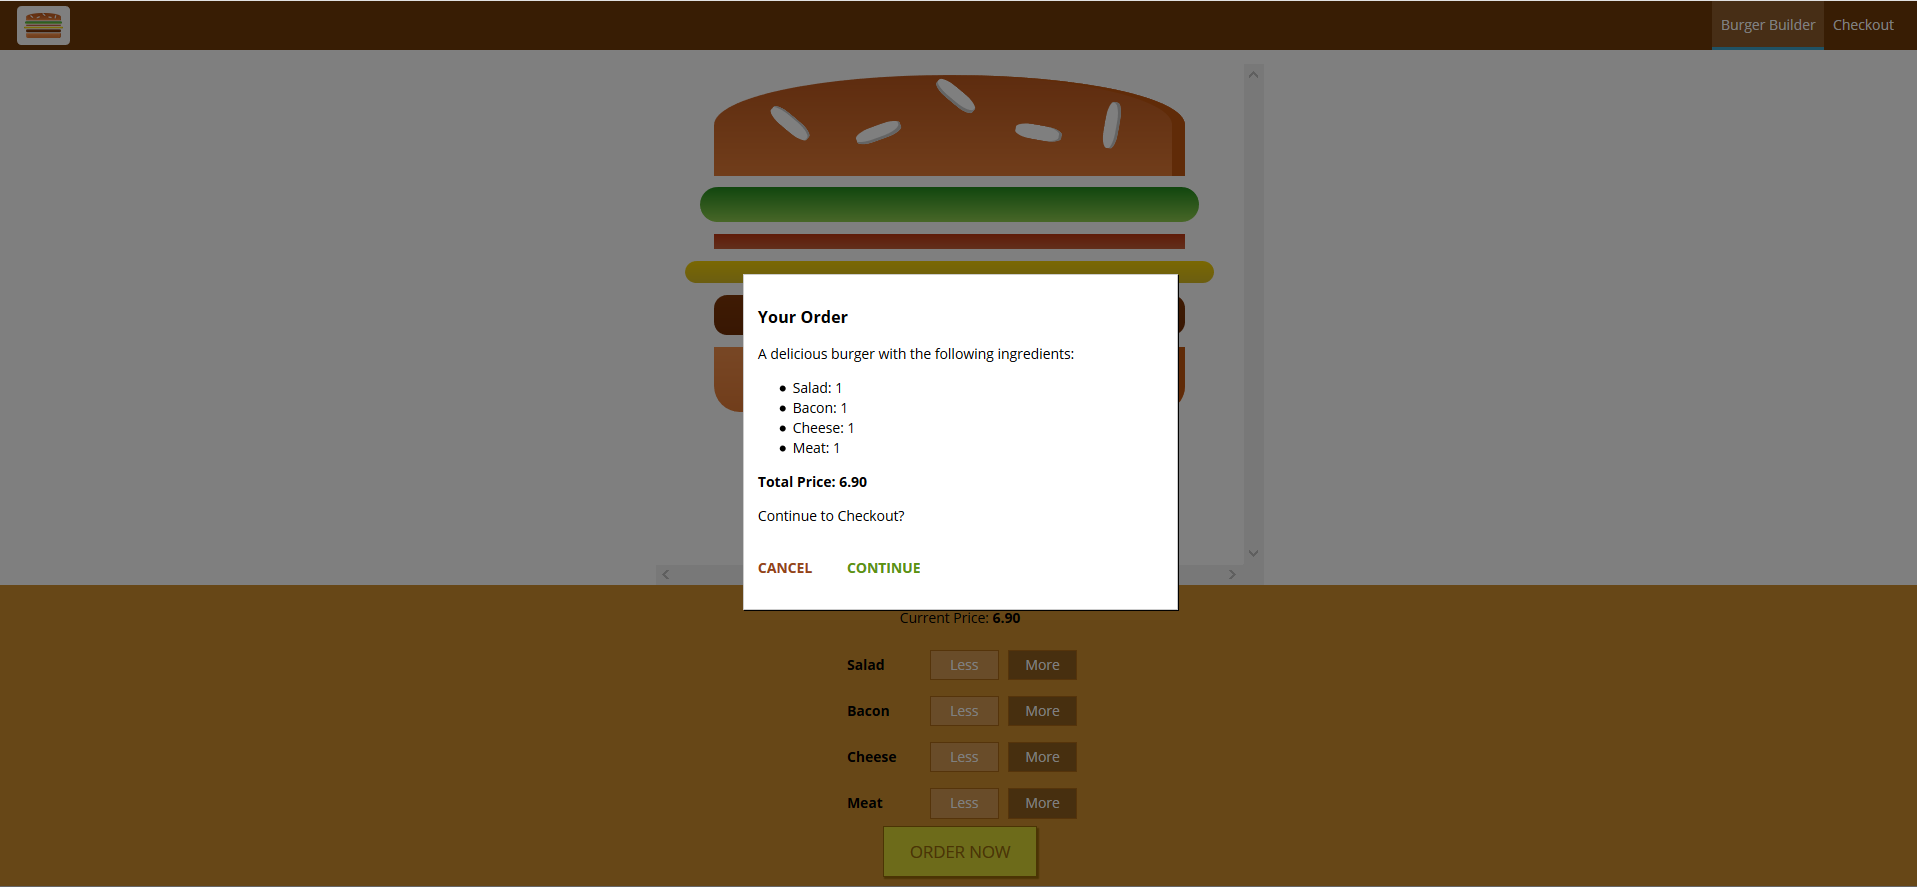 Burger Builder Checkout
Your Order
A delicious burger with the following ingredients:
Salad: 1
Bacon: 1
Cheese: 1
Meat: 1
Total Price: 6.90
Continue to Checkout?
CANCEL CONTINUE
Current Price: 6.90
Salad Less More
Bacon Less More
Cheese Less More
Meat Less More
ORDER NOW